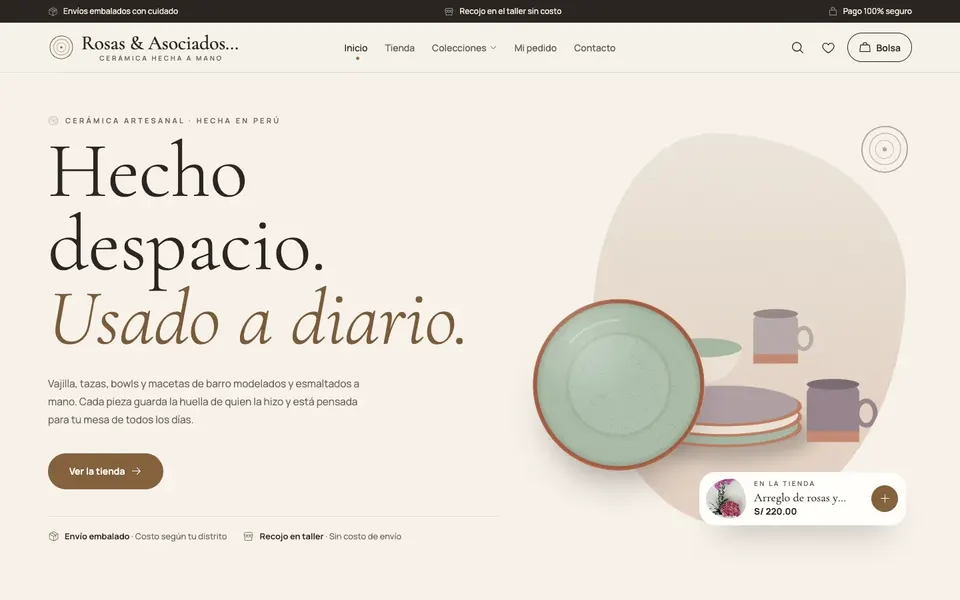 Envíos embalados con cuidado
Recojo en el taller sin costo
Pago 100% seguro
Rosas & Asociados...
CERÁMICA HECHA A MANO
Inicio
Tienda
Colecciones
Mi pedido
Contacto
Bolsa
CERÁMICA ARTESANAL · HECHA EN PERÚ
Hecho
despacio.
Usado a diario.
Vajilla, tazas, bowls y macetas de barro modelados y esmaltados a
mano. Cada pieza guarda la huella de quien la hizo y está pensada
para tu mesa de todos los días.
Ver la tienda
EN LA TIENDA
Arreglo de rosas y...
S/ 220.00
Envío embalado · Costo según tu distrito
Recojo en taller · Sin costo de envío